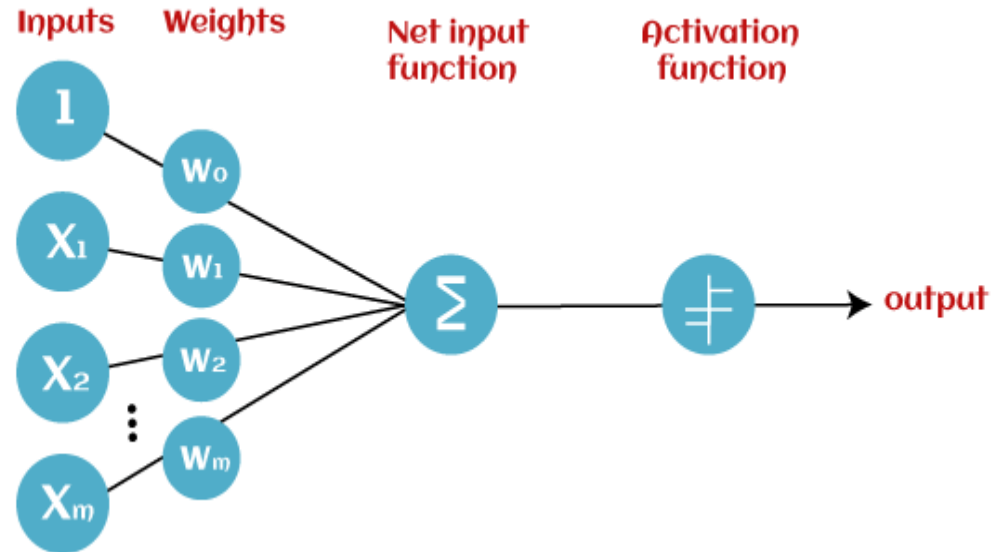 Inputs
Weights
Net input
function
Activation
function
1
W₀
X₁
W₁
X₂
W₂
Xₘ
Wₘ
Σ
output